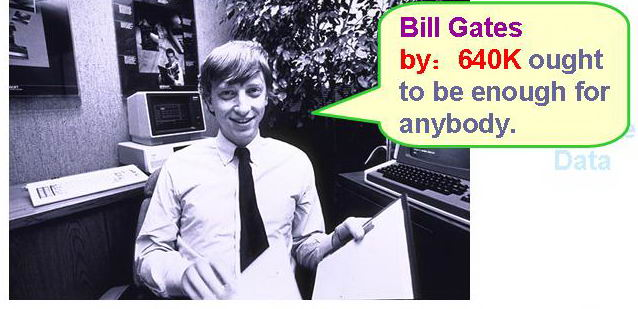 Bill Gates
by：640K ought
to be enough for
anybody.
Data